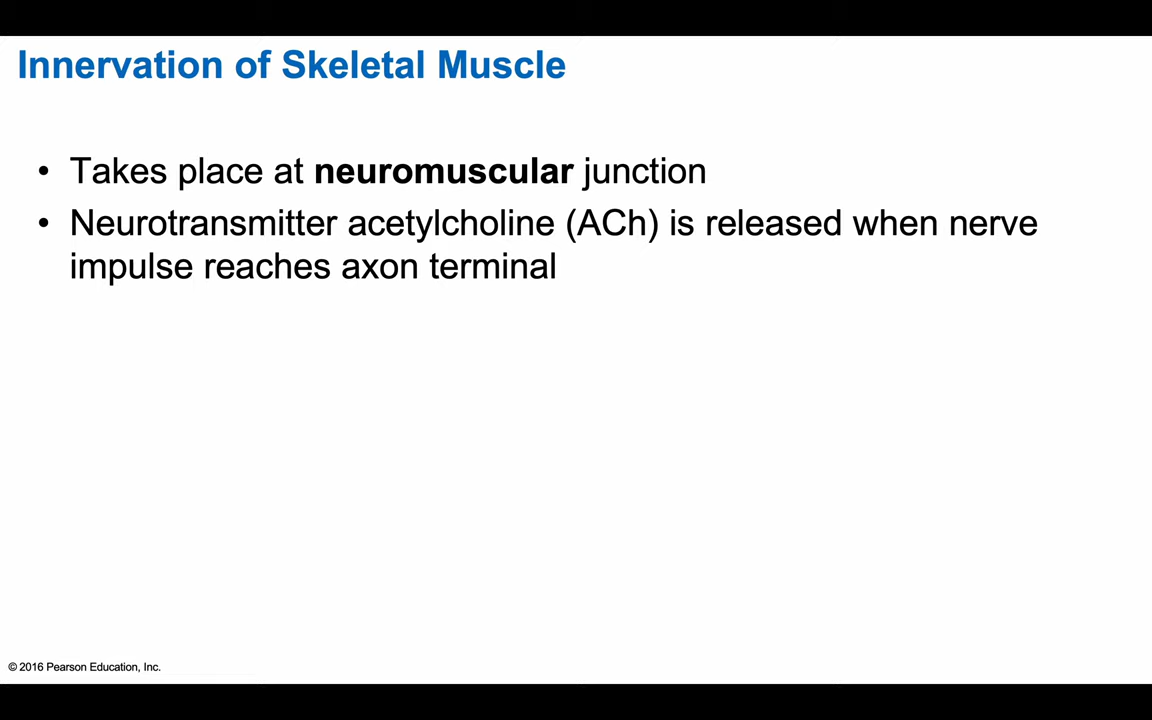 Innervation of Skeletal Muscle
• Takes place at neuromuscular junction
• Neurotransmitter acetylcholine (ACh) is released when nerve
impulse reaches axon terminal
© 2016 Pearson Education, Inc.